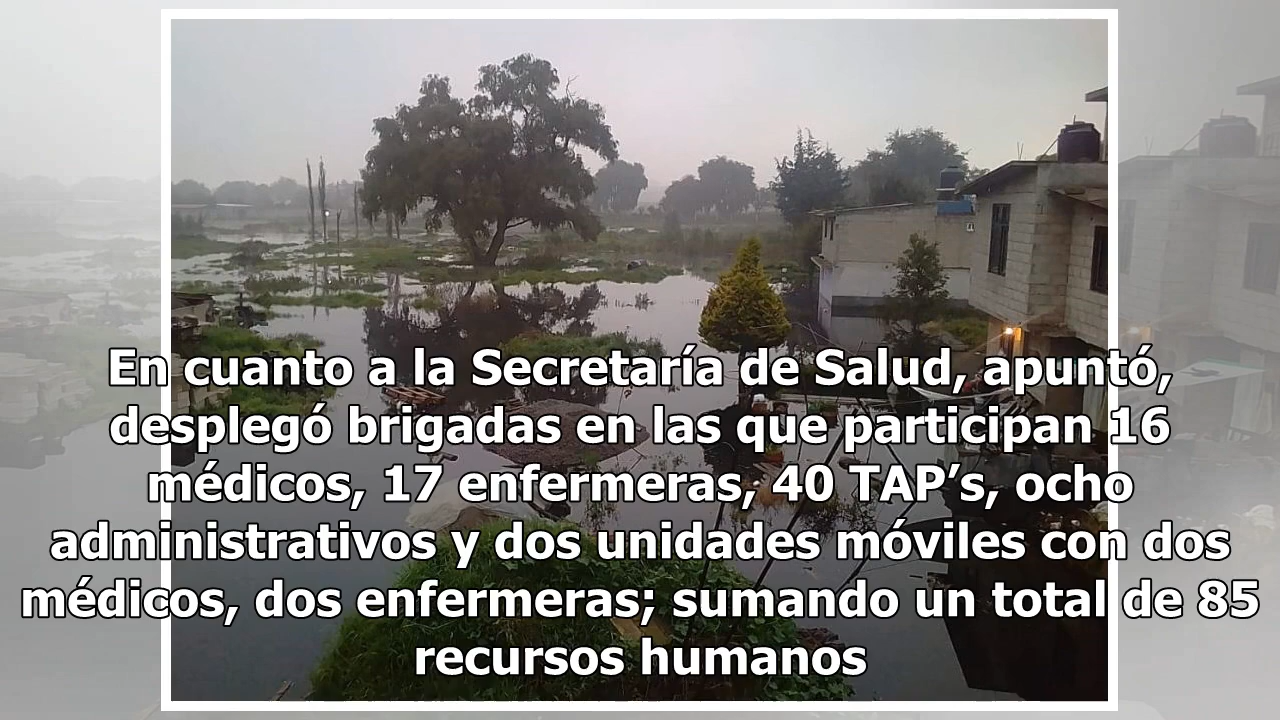 En cuanto a la Secretaría de Salud, apuntó,
desplegó brigadas en las que participan 16
médicos, 17 enfermeras, 40 TAP’s, ocho
administrativos y dos unidades móviles con dos
médicos, dos enfermeras; sumando un total de 85
recursos humanos